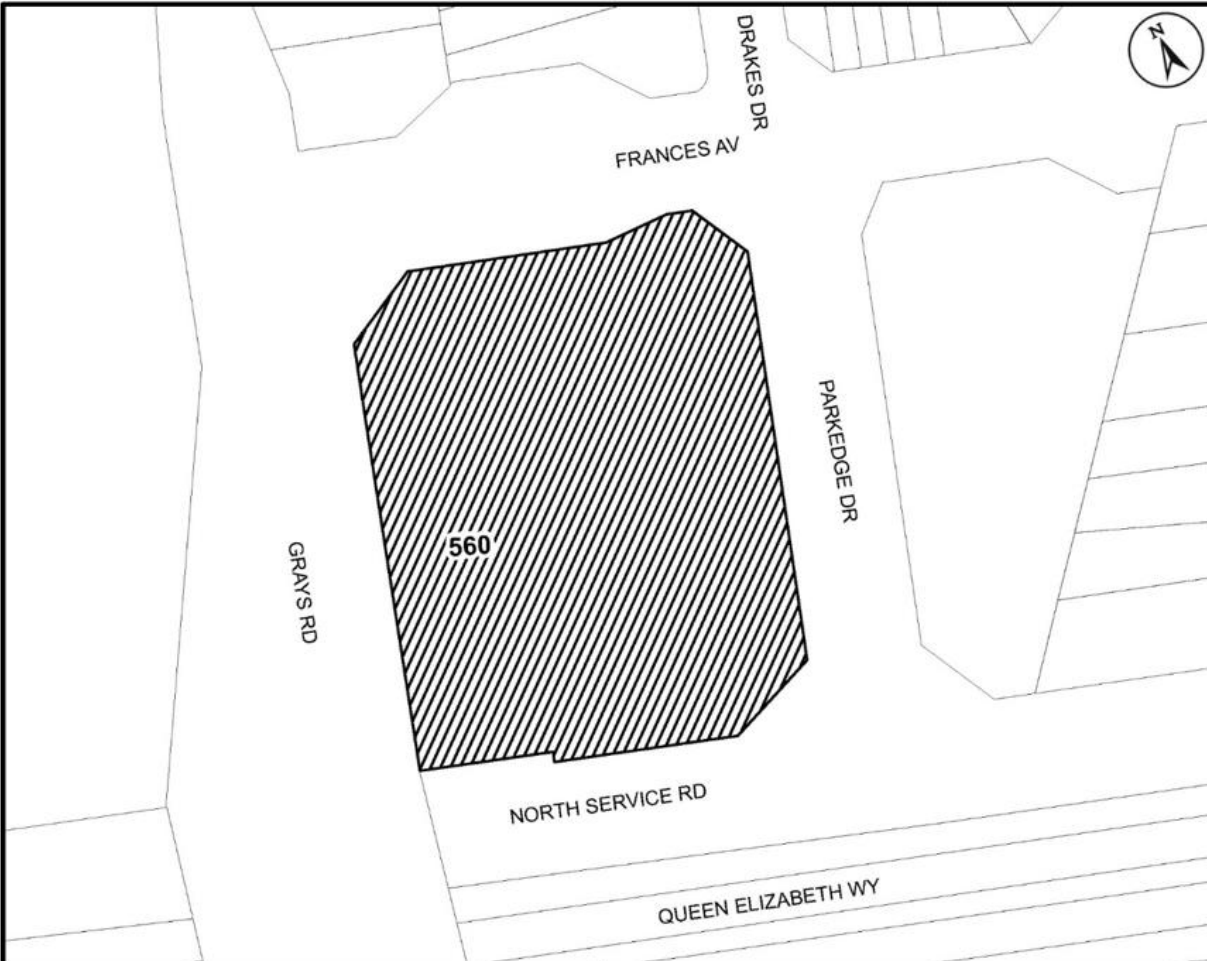 DRAKES DR
N
FRANCES AV
PARKEDGE DR
560
GRAYS RD
NORTH SERVICE RD
QUEEN ELIZABETH WY